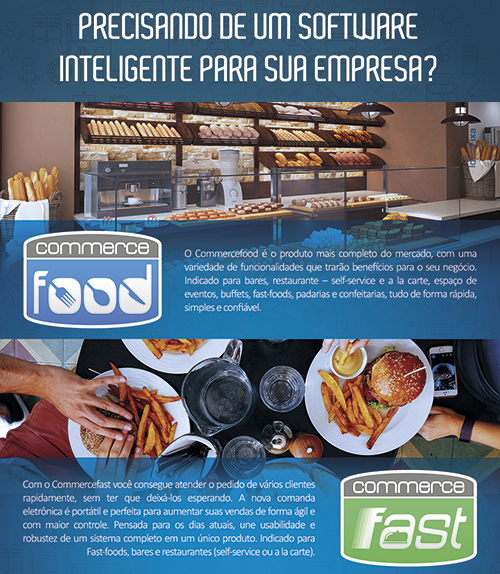 PRECISANDO DE UM SOFTWARE
INTELIGENTE PARA SUA EMPRESA?
commerce
food
O Commercefood é o produto mais completo do mercado, com uma
variedade de funcionalidades que trarão benefícios para o seu negócio.
Indicado para bares, restaurante – self-service e a la carte, espaço de
eventos, buffets, fast-foods, padarias e confeitarias, tudo de forma rápida,
simples e confiável.
Com o Commercefast você consegue atender o pedido de vários clientes
rapidamente, sem ter que deixá-los esperando. A nova comanda
eletrônica é portátil e perfeita para aumentar suas vendas de forma ágil e
com maior controle. Pensada para os dias atuais, une usabilidade e
robustez de um sistema completo em um único produto. Indicado para
Fast-foods, bares e restaurantes (self-service ou a la carte).
commerce
fast